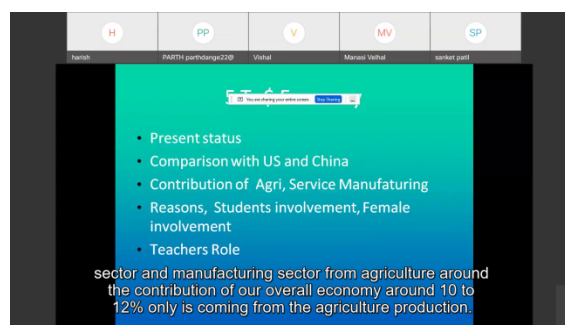 H PP V MV SP
harish PARTH parthdange22@ Vishal Manasi Velhal sanket patil
You are sharing your entire screen. Stop Sharing
• Present status
• Comparison with US and China
• Contribution of Agri, Service Manufaturing
• Reasons, Students involvement, Female
involvement
• Teachers Role
sector and manufacturing sector from agriculture around
the contribution of our overall economy around 10 to
12% only is coming from the agriculture production.